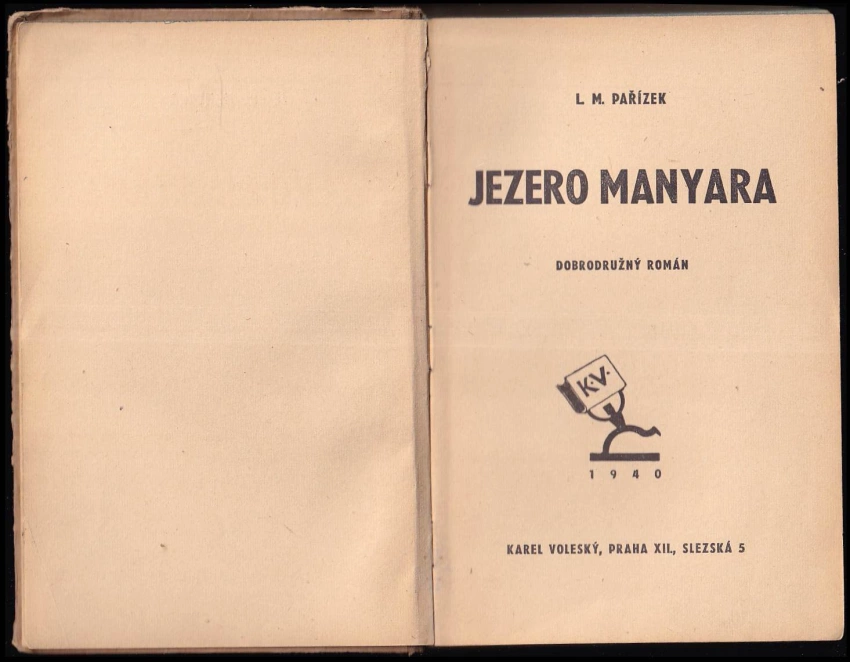 L. M. PAŘÍZEK
JEZERO MANYARA
DOBRODRUŽNÝ ROMÁN
K.V.
1940
KAREL VOLESKÝ, PRAHA XII., SLEZSKÁ 5